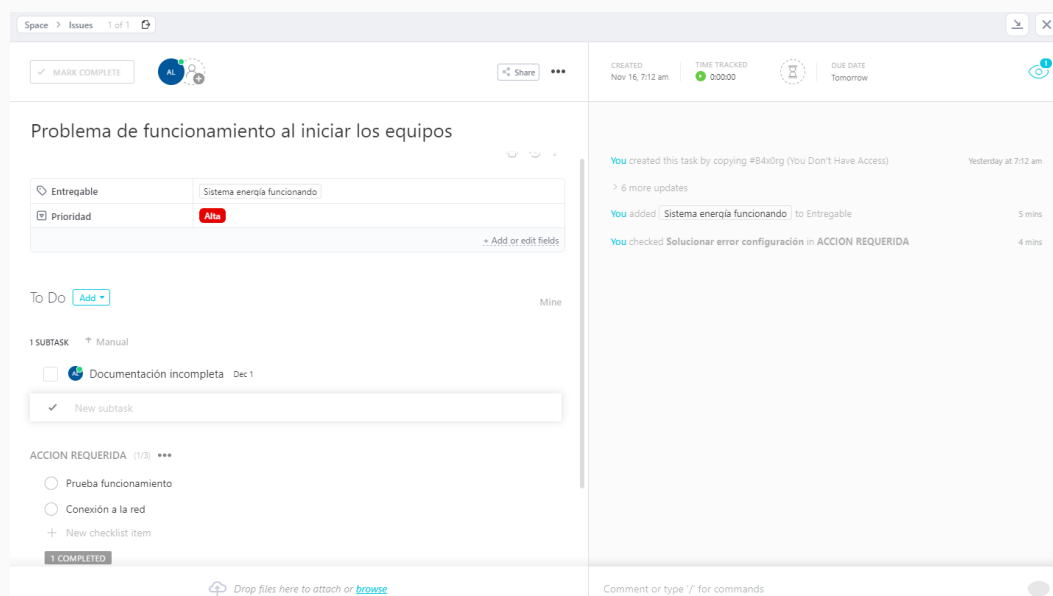 Space > Issues 1 of 1
MARK COMPLETE
AL
Share
Problema de funcionamiento al iniciar los equipos
Entregable Sistema energía funcionando
Prioridad Alta
+ Add or edit fields
To Do Add
Mine
1 SUBTASK Manual
AL Documentación incompleta Dec 1
New subtask
ACCION REQUERIDA (1/3)
Prueba funcionamiento
Conexión a la red
+ New checklist item
1 COMPLETED
Drop files here to attach or browse
CREATED
Nov 16, 7:12 am
TIME TRACKED
0:00:00
DUE DATE
Tomorrow
1
You created this task by copying #84x0rg (You Don't Have Access) Yesterday at 7:12 am
> 6 more updates
You added Sistema energía funcionando to Entregable 5 mins
You checked Solucionar error configuración in ACCION REQUERIDA 4 mins
Comment or type '/' for commands